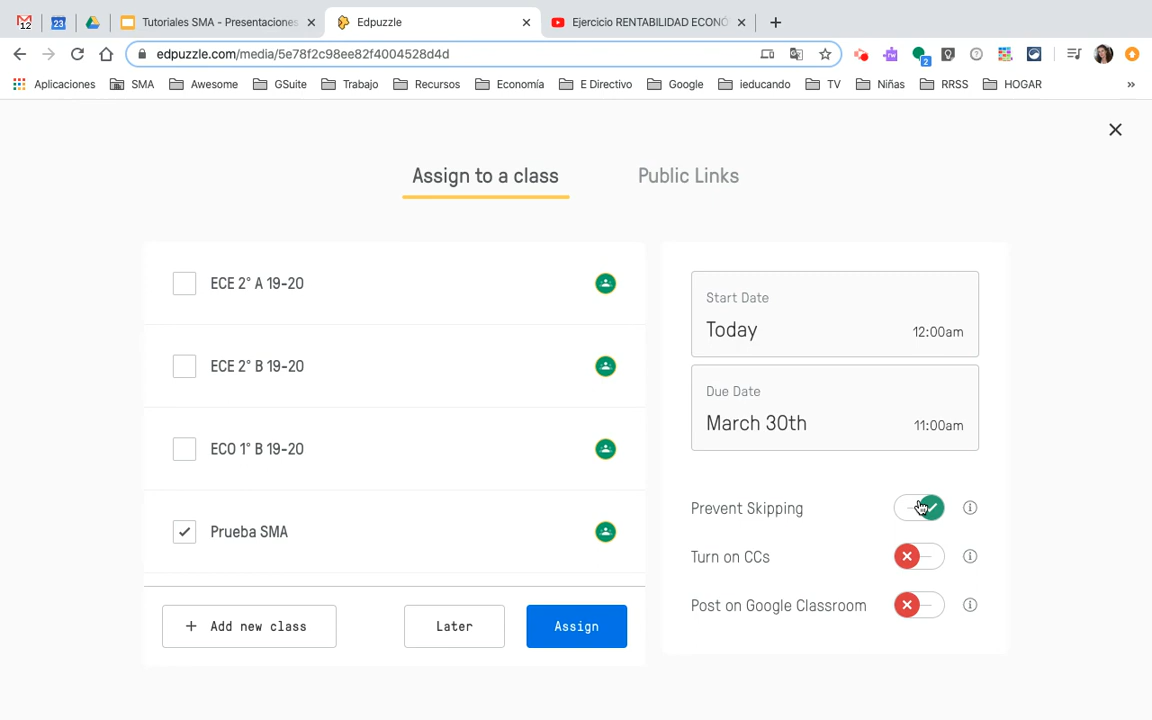 12
23
Tutoriales SMA - Presentaciones
Edpuzzle
Ejercicio RENTABILIDAD ECONÓ
edpuzzle.com/media/5e78f2c98ee82f4004528d4d
2
Aplicaciones
SMA
Awesome
GSuite
Trabajo
Recursos
Economía
E Directivo
Google
ieducando
TV
Niñas
RRSS
HOGAR
»
Assign to a class
Public Links
ECE 2° A 19-20
ECE 2° B 19-20
ECO 1° B 19-20
Prueba SMA
+ Add new class
Later
Assign
Start Date
Today 12:00am
Due Date
March 30th 11:00am
Prevent Skipping
Turn on CCs
Post on Google Classroom